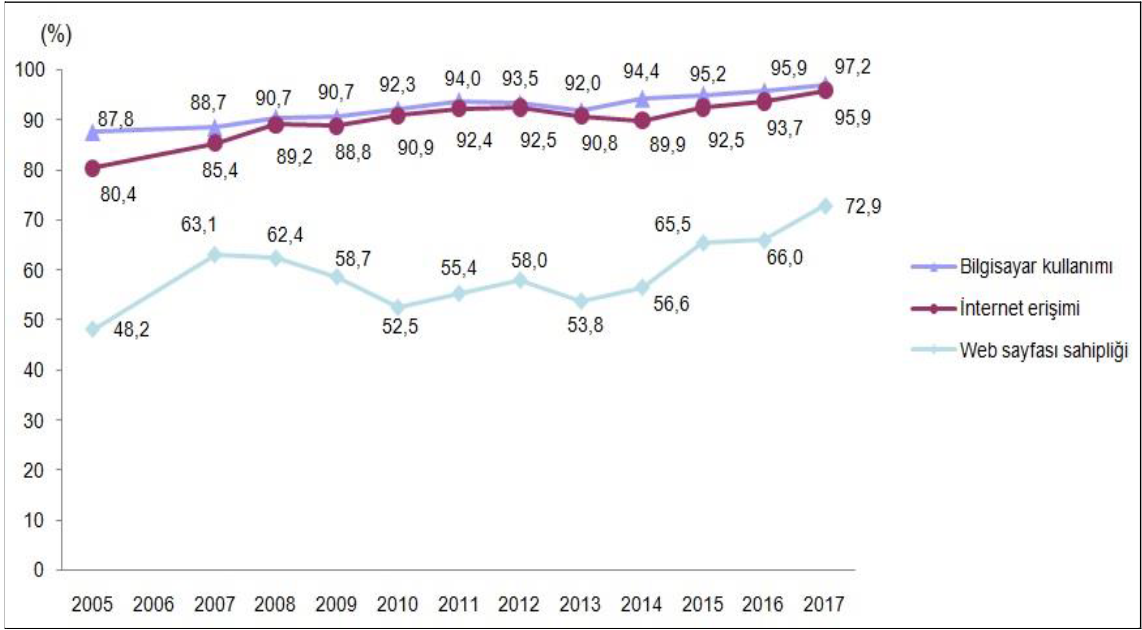 (%)
100
90
80
70
60
50
40
30
20
10
0
87,8 88,7 90,7 90,7 92,3 94,0 93,5 92,0 94,4 95,2 95,9 97,2
80,4 85,4 89,2 88,8 90,9 92,4 92,5 90,8 89,9 92,5 93,7 95,9
48,2 63,1 62,4 58,7 52,5 55,4 58,0 53,8 56,6 65,5 66,0 72,9
2005 2006 2007 2008 2009 2010 2011 2012 2013 2014 2015 2016 2017
Bilgisayar kullanımı
İnternet erişimi
Web sayfası sahipliği